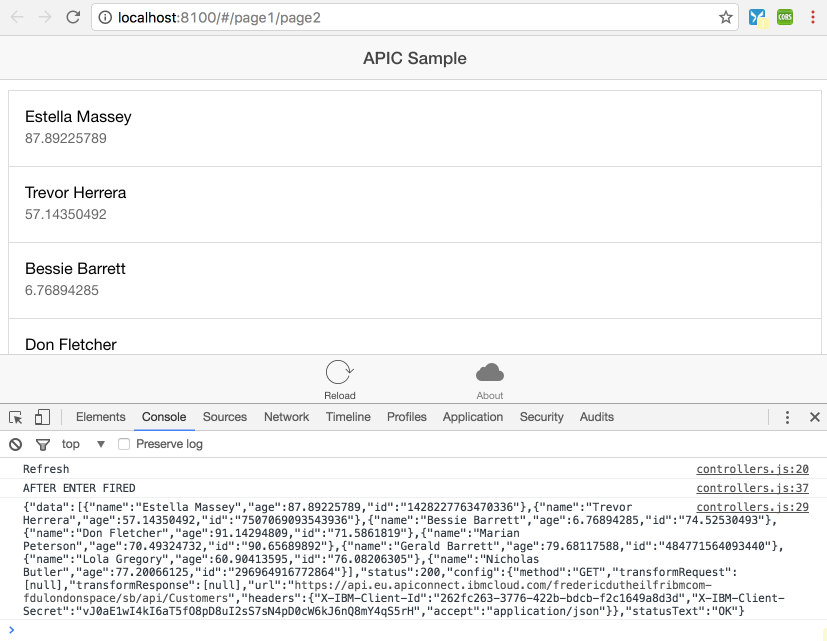 localhost:8100/#/page1/page2
CORS
APIC Sample
Estella Massey
87.89225789
Trevor Herrera
57.14350492
Bessie Barrett
6.76894285
Don Fletcher
Reload About
Elements Console Sources Network Timeline Profiles Application Security Audits
top Preserve log
Refresh controllers.js:20
AFTER ENTER FIRED controllers.js:37
{"data":[{"name":"Estella Massey","age":87.89225789,"id":"1428227763470336"},{"name":"Trevor controllers.js:29
Herrera","age":57.14350492,"id":"7507069093543936"},{"name":"Bessie Barrett","age":6.76894285,"id":"74.52530493"},
{"name":"Don Fletcher","age":91.14294809,"id":"71.5861819"},{"name":"Marian
Peterson","age":70.49324732,"id":"90.65689892"},{"name":"Gerald Barrett","age":79.68117588,"id":"484771564093440"},
{"name":"Lola Gregory","age":60.90413595,"id":"76.08206305"},{"name":"Nicholas
Butler","age":77.20066125,"id":"296964916772864"}],"status":200,"config":{"method":"GET","transformRequest":
[null],"transformResponse":[null],"url":"https://api.eu.apiconnect.ibmcloud.com/fredericdutheilfribmcom-
fdulondonspace/sb/api/Customers","headers":{"X-IBM-Client-Id":"262fc263-3776-422b-bdcb-f2c1649a8d3d","X-IBM-Client-
Secret":"vJ0aE1wI4kI6aT5fO8pD8uI2sS7sN4pD0cW6kJ6nQ8mY4qS5rH","accept":"application/json"}},"statusText":"OK"}